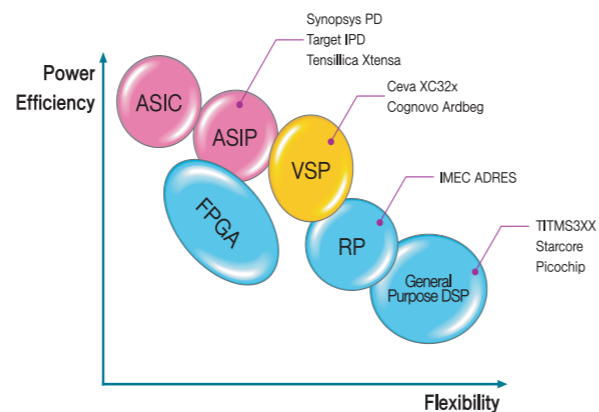 Synopsys PD
Target IPD
Tensillica Xtensa
Power
Efficiency
Ceva XC32x
Cognovo Ardbeg
ASIC
ASIP
VSP
IMEC ADRES
FPGA
RP
TITMS3XX
Starcore
Picochip
General
Purpose DSP
Flexibility